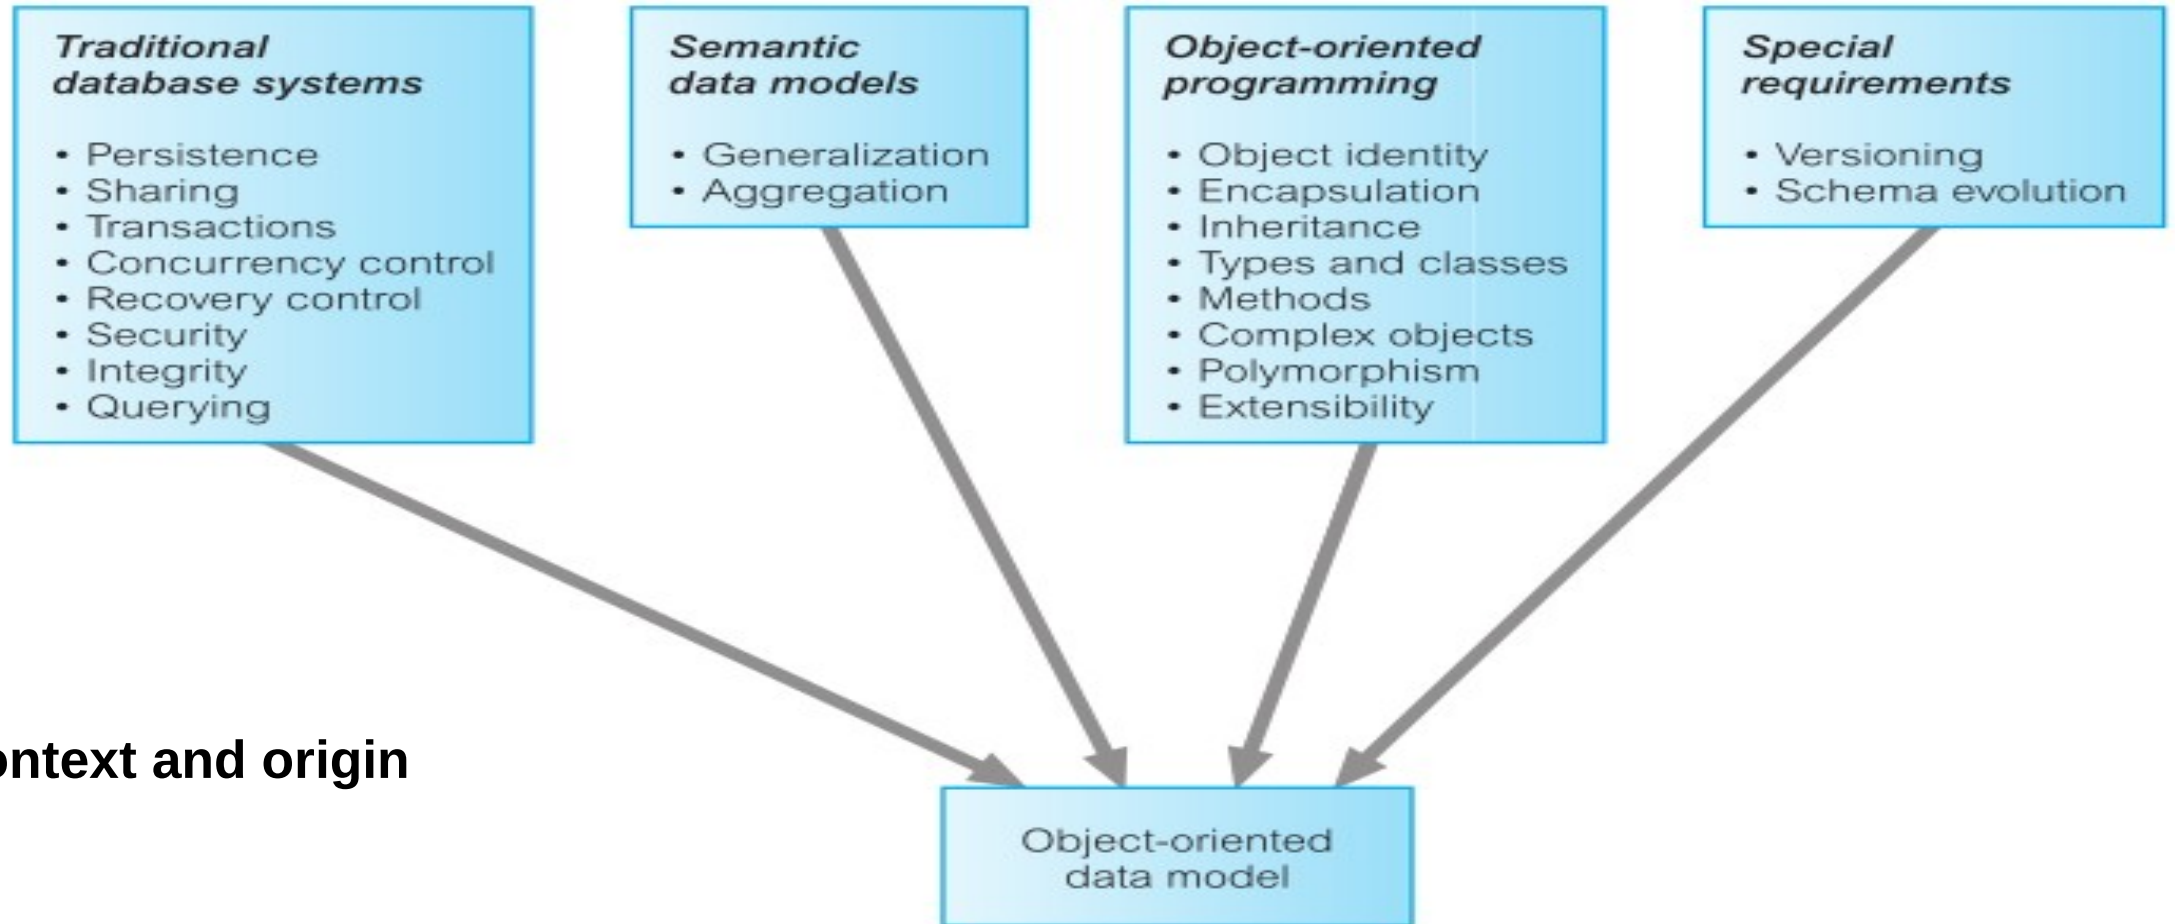 Traditional
database systems
• Persistence
• Sharing
• Transactions
• Concurrency control
• Recovery control
• Security
• Integrity
• Querying
Semantic
data models
• Generalization
• Aggregation
Object-oriented
programming
• Object identity
• Encapsulation
• Inheritance
• Types and classes
• Methods
• Complex objects
• Polymorphism
• Extensibility
Special
requirements
• Versioning
• Schema evolution
ontext and origin
Object-oriented
data model